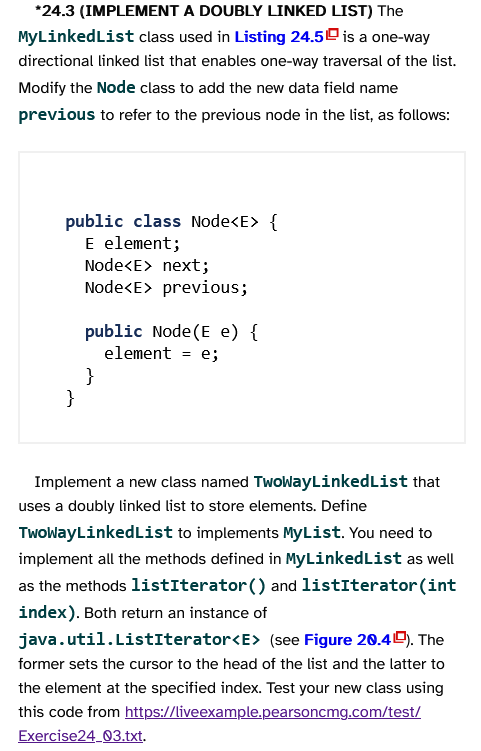 *24.3 (IMPLEMENT A DOUBLY LINKED LIST) The
MyLinkedList class used in Listing 24.5 is a one-way
directional linked list that enables one-way traversal of the list.
Modify the Node class to add the new data field name
previous to refer to the previous node in the list, as follows:
public class Node<E> {
E element;
Node<E> next;
Node<E> previous;
public Node(E e) {
element = e;
}
}
Implement a new class named TwoWayLinkedList that
uses a doubly linked list to store elements. Define
TwoWayLinkedList to implements MyList. You need to
implement all the methods defined in MyLinkedList as well
as the methods listIterator() and listIterator(int
index). Both return an instance of
java.util.ListIterator<E> (see Figure 20.4). The
former sets the cursor to the head of the list and the latter to
the element at the specified index. Test your new class using
this code from https://liveexample.pearsoncmg.com/test/
Exercise24_03.txt.